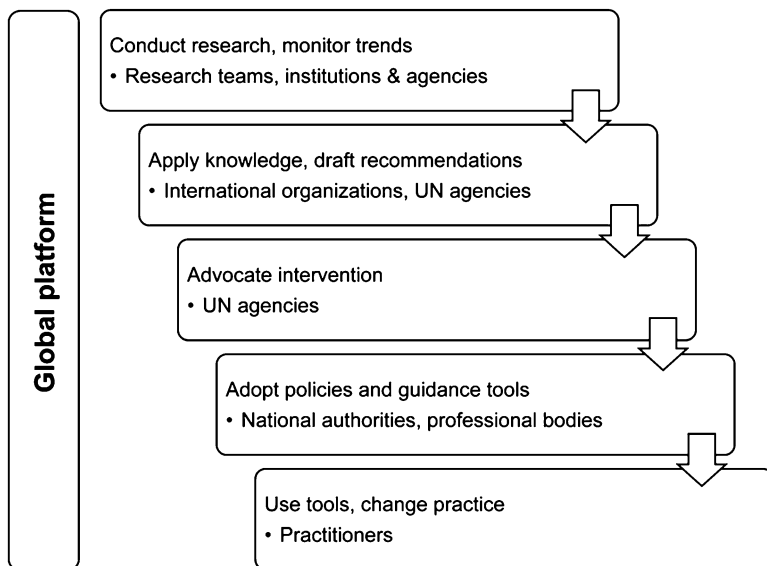 Global platform
Conduct research, monitor trends
• Research teams, institutions & agencies
Apply knowledge, draft recommendations
• International organizations, UN agencies
Advocate intervention
• UN agencies
Adopt policies and guidance tools
• National authorities, professional bodies
Use tools, change practice
• Practitioners